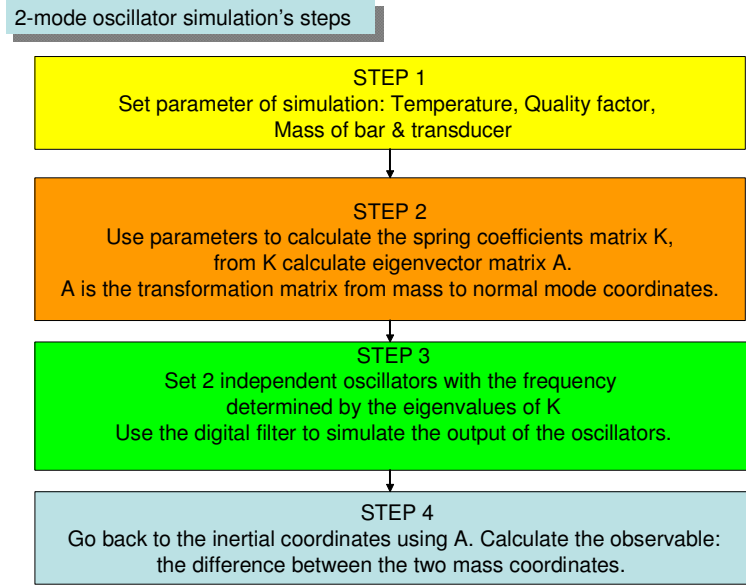 2-mode oscillator simulation's steps
STEP 1
Set parameter of simulation: Temperature, Quality factor,
Mass of bar & transducer
STEP 2
Use parameters to calculate the spring coefficients matrix K,
from K calculate eigenvector matrix A.
A is the transformation matrix from mass to normal mode coordinates.
STEP 3
Set 2 independent oscillators with the frequency
determined by the eigenvalues of K
Use the digital filter to simulate the output of the oscillators.
STEP 4
Go back to the inertial coordinates using A. Calculate the observable:
the difference between the two mass coordinates.